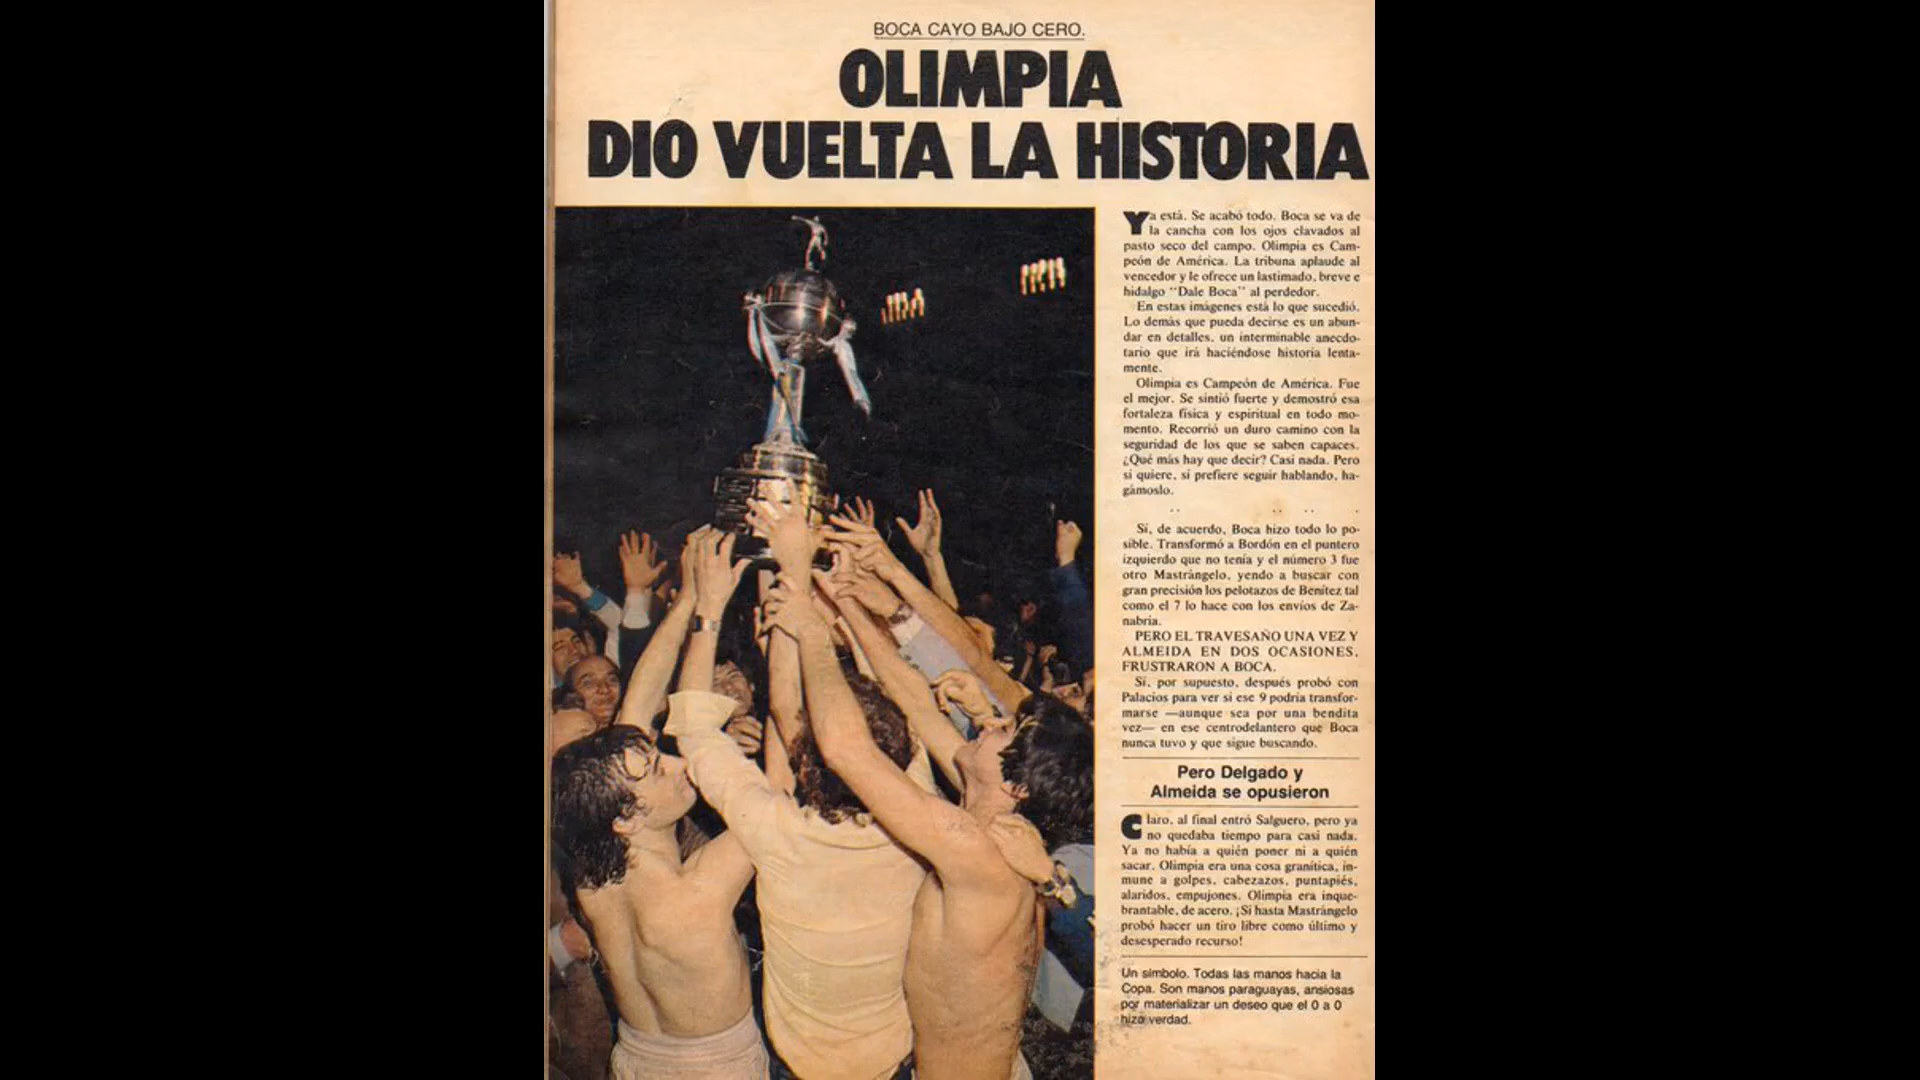 BOCA CAYO BAJO CERO.
OLIMPIA
DIO VUELTA LA HISTORIA
Ya está. Se acabó todo. Boca se va de
la cancha con los ojos clavados al
pasto seco del campo. Olimpia es Cam-
peón de América. La tribuna aplaude al
vencedor y le ofrece un lastimado, breve e
hidalgo "Dale Boca" al perdedor.
En estas imágenes está lo que sucedió.
Lo demás que pueda decirse es un abun-
dar en detalles, un interminable anecdo-
tario que irá haciéndose historia lenta-
mente.
Olimpia es Campeón de América. Fue
el mejor. Se sintió fuerte y demostró esa
fortaleza física y espiritual en todo mo-
mento. Recorrió un duro camino con la
seguridad de los que se saben capaces.
¿Qué más hay que decir? Casi nada. Pero
si quiere, si prefiere seguir hablando, ha-
gámoslo.
Sí, de acuerdo, Boca hizo todo lo po-
sible. Transformó a Bordón en el puntero
izquierdo que no tenía y el número 3 fue
otro Mastrángelo, yendo a buscar con
gran precisión los pelotazos de Benítez tal
como el 7 lo hace con los envíos de Za-
nabria.
PERO EL TRAVESAÑO UNA VEZ Y
ALMEIDA EN DOS OCASIONES,
FRUSTRARON A BOCA.
Sí, por supuesto, después probó con
Palacios para ver si ese 9 podría transfor-
marse —aunque sea por una bendita
vez— en ese centrodelantero que Boca
nunca tuvo y que sigue buscando.
Pero Delgado y
Almeida se opusieron
Claro, al final entró Salguero, pero ya
no quedaba tiempo para casi nada.
Ya no había a quién poner ni a quién
sacar. Olimpia era una cosa granítica, in-
mune a golpes, cabezazos, puntapiés,
alaridos, empujones. Olimpia era inque-
brantable, de acero. ¡Si hasta Mastrángelo
probó hacer un tiro libre como último y
desesperado recurso!
Un símbolo. Todas las manos hacia la
Copa. Son manos paraguayas, ansiosas
por materializar un deseo que el 0 a 0
hizo verdad.